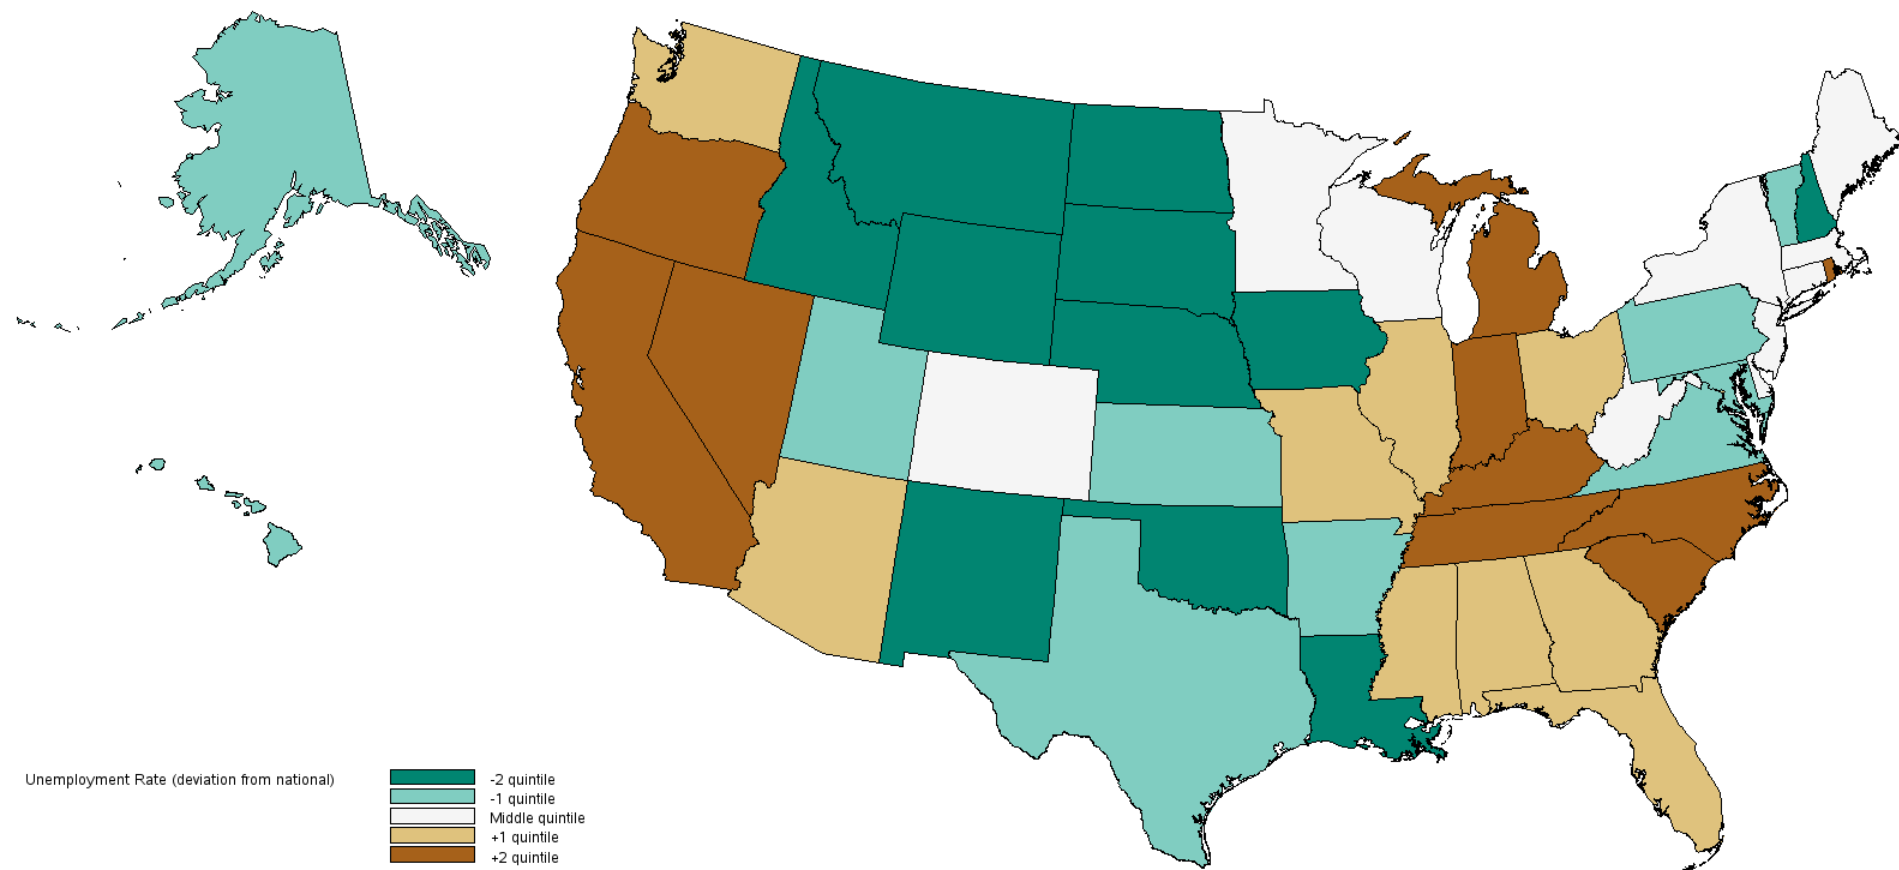 Unemployment Rate (deviation from national)
-2 quintile
-1 quintile
Middle quintile
+1 quintile
+2 quintile